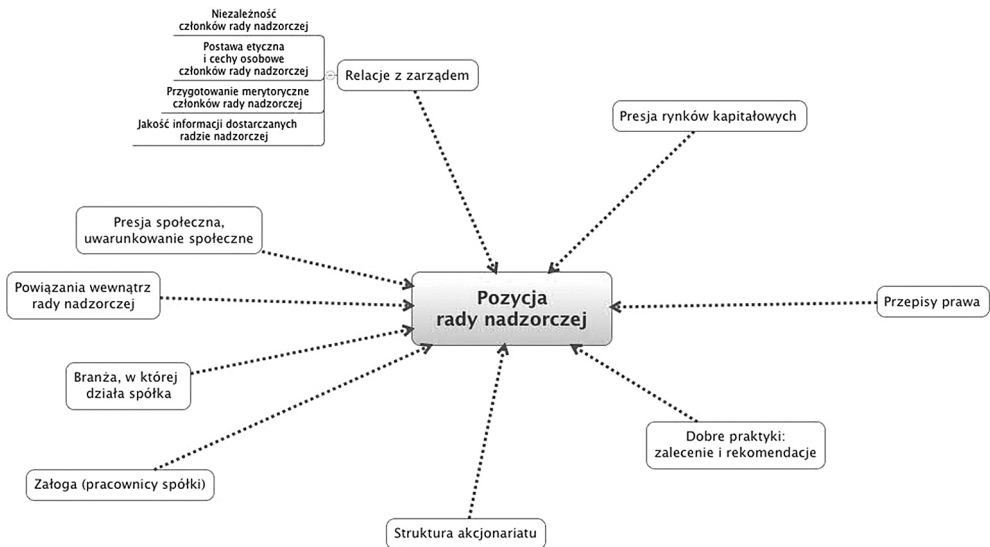 Niezależność
członków rady nadzorczej
Postawa etyczna
i cechy osobowe
członków rady nadzorczej
Przygotowanie merytoryczne
członków rady nadzorczej
Jakość informacji dostarczanych
radzie nadzorczej
Relacje z zarządem
Presja rynków kapitałowych
Presja społeczna,
uwarunkowanie społeczne
Powiązania wewnątrz
rady nadzorczej
Pozycja
rady nadzorczej
Przepisy prawa
Branża, w której
działa spółka
Dobre praktyki:
zalecenie i rekomendacje
Załoga (pracownicy spółki)
Struktura akcjonariatu